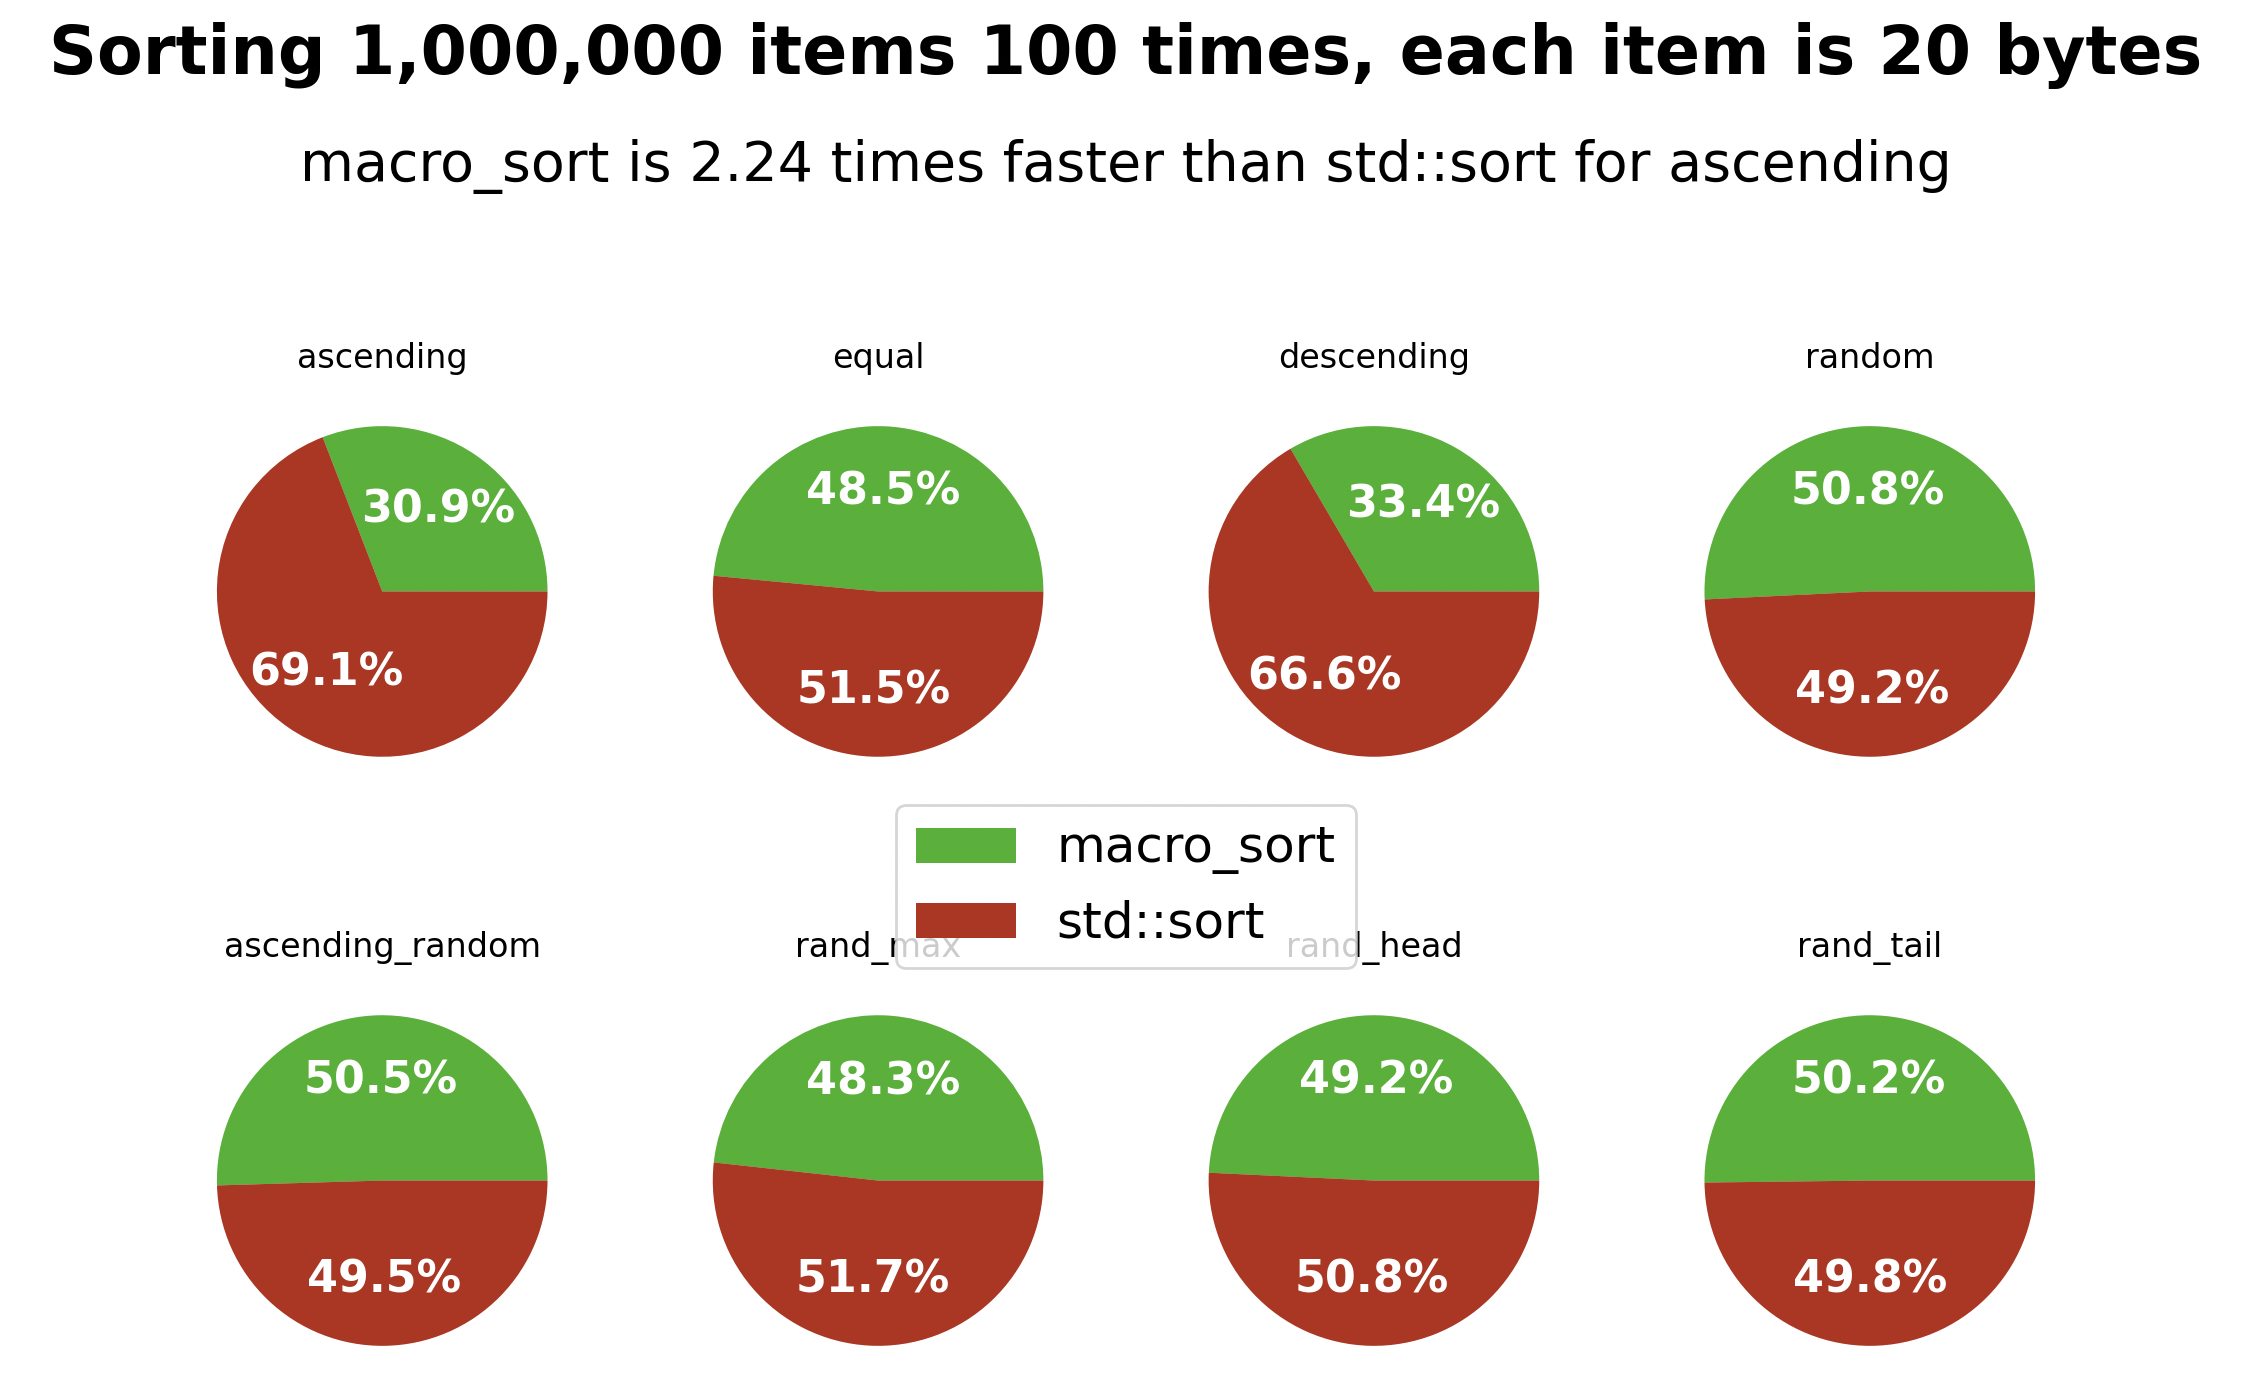 Sorting 1,000,000 items 100 times, each item is 20 bytes
macro_sort is 2.24 times faster than std::sort for ascending
ascending
equal
descending
random
30.9%
69.1%
48.5%
51.5%
33.4%
66.6%
50.8%
49.2%
macro_sort
std::sort
ascending_random
rand_max
rand_head
rand_tail
50.5%
49.5%
48.3%
51.7%
49.2%
50.8%
50.2%
49.8%